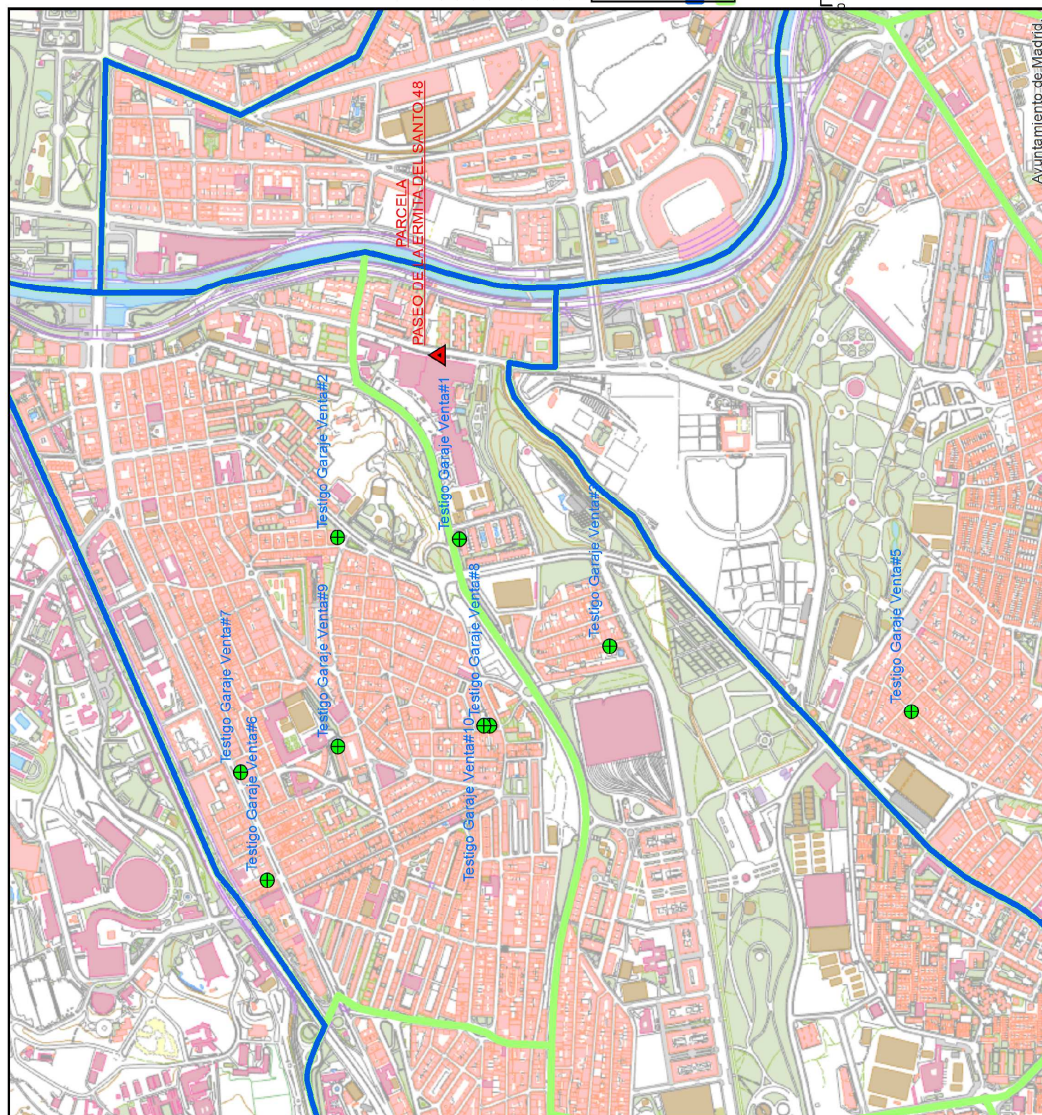 PARCELA
PASEO DE LA ERMITA DEL SANTO 48
Testigo Garaje Venta#2
Testigo Garaje Venta#1
Testigo Garaje Venta#7
Testigo Garaje Venta#9
Testigo Garaje Venta#8
Testigo Garaje Venta#6
Testigo Garaje Venta#10
Testigo Garaje Venta#
Testigo Garaje Venta#5
Ayuntamiento de Madrid,